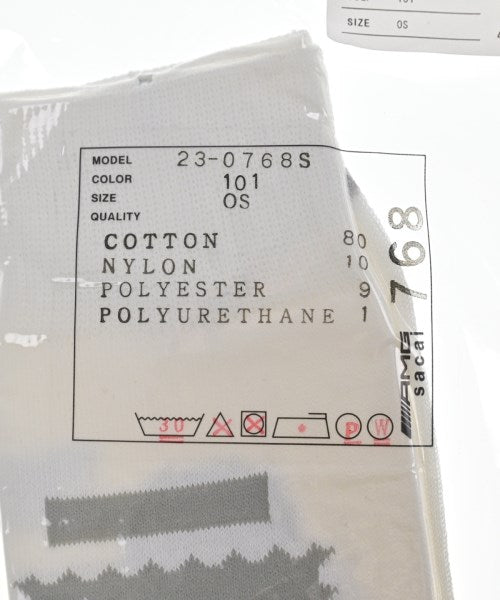 101
SIZE OS
MODEL 23-0768S
COLOR 101
SIZE OS
QUALITY
COTTON 80
NYLON 10
POLYESTER 9
POLYURETHANE 1
30 P W
768
AMG
sacai